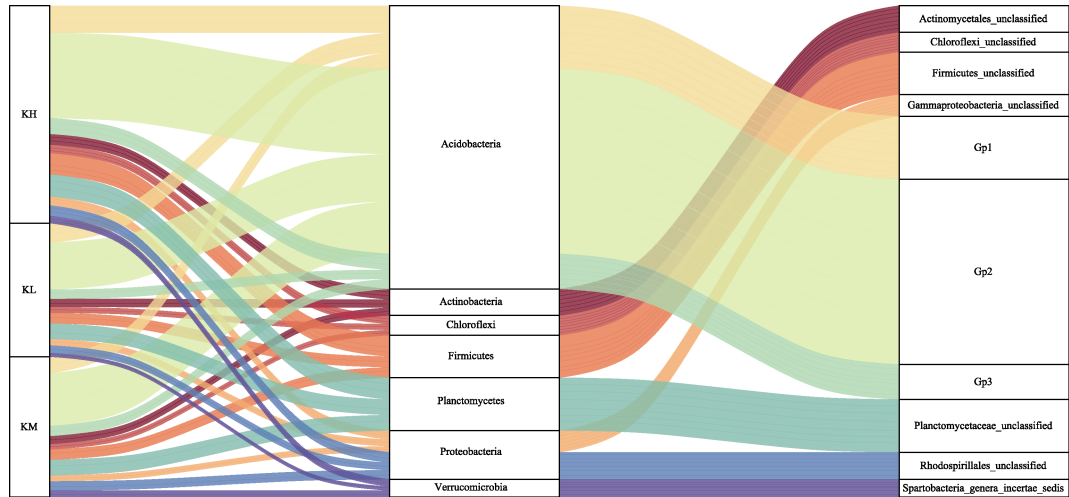 KH
KL
KM
Acidobacteria
Actinobacteria
Chloroflexi
Firmicutes
Planctomycetes
Proteobacteria
Verrucomicrobia
Actinomycetales_unclassified
Chloroflexi_unclassified
Firmicutes_unclassified
Gammaproteobacteria_unclassified
Gp1
Gp2
Gp3
Planctomycetaceae_unclassified
Rhodospirillales_unclassified
Spartobacteria_genera_incertae_sedis